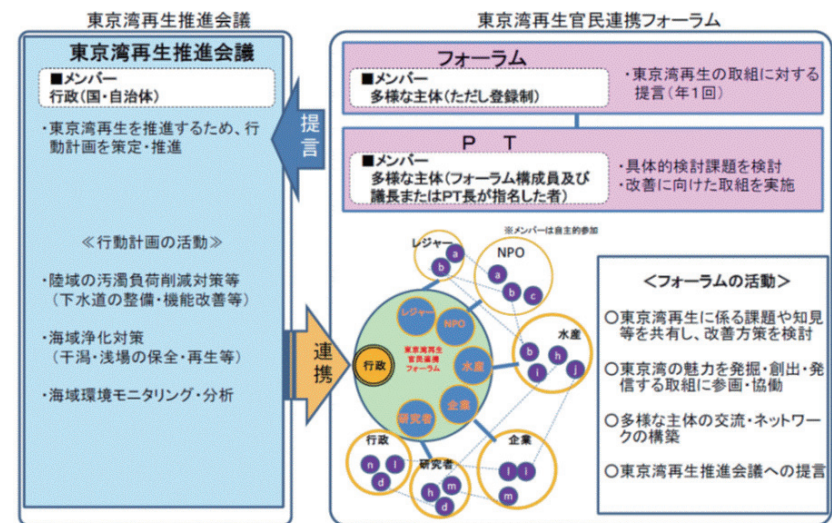 東京湾再生推進会議
東京湾再生推進会議
■メンバー
行政(国・自治体)
・東京湾再生を推進するため、行
動計画を策定・推進
≪行動計画の活動≫
・陸域の汚濁負荷削減対策等
(下水道の整備・機能改善等)
・海域浄化対策
(干潟・浅場の保全・再生等)
・海域環境モニタリング・分析
提言
連携
東京湾再生官民連携フォーラム
フォーラム
■メンバー
多様な主体(ただし登録制)
・東京湾再生の取組に対する
提言(年1回)
P T
■メンバー
多様な主体(フォーラム構成員及び
議長またはPT長が指名した者)
・具体的検討課題を検討
・改善に向けた取組を実施
※メンバーは自主的参加
レジャー
a
b
NPO
a
b
c
水産
b
h
i
j
企業
l
i
m
研究者
h
m
d
行政
n
l
d
レジャー
NPO
水産
企業
研究者
行政
東京湾再生
官民連携
フォーラム
<フォーラムの活動>
○東京湾再生に係る課題や知見
等を共有し、改善方策を検討
○東京湾の魅力を発掘・創出・発
信する取組に参画・協働
○多様な主体の交流・ネットワー
クの構築
○東京湾再生推進会議への提言